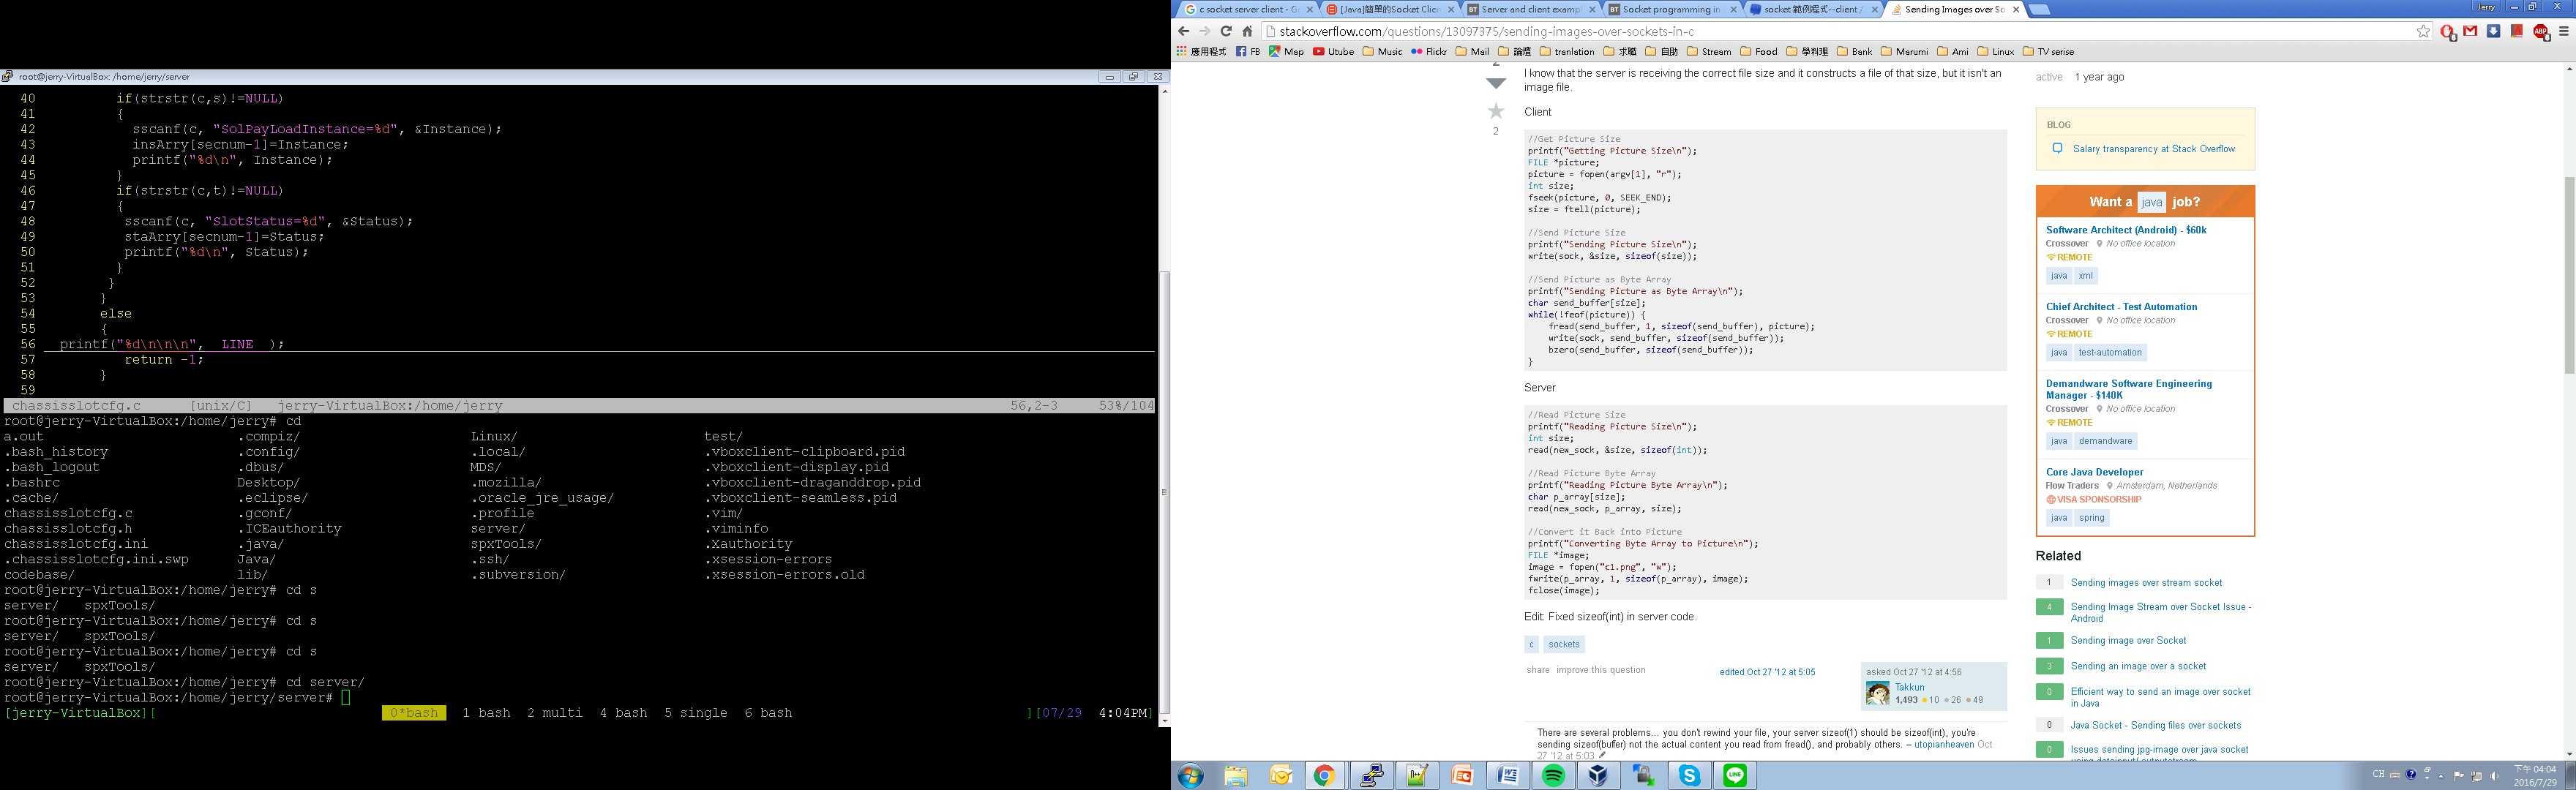 root@jerry-VirtualBox: /home/jerry/server
40 if(strstr(c,s)!=NULL)
41 {
42 sscanf(c, "SolPayLoadInstance=%d", &Instance);
43 insArry[secnum-1]=Instance;
44 printf("%d\n", Instance);
45 }
46 if(strstr(c,t)!=NULL)
47 {
48 sscanf(c, "SlotStatus=%d", &Status);
49 staArry[secnum-1]=Status;
50 printf("%d\n", Status);
51 }
52 }
53 }
54 else
55 {
56 printf("%d\n\n\n", __LINE__);
57 return -1;
58 }
59
chassisslotcfg.c [unix/C] jerry-VirtualBox:/home/jerry 56,2-3 53%/104
root@jerry-VirtualBox:/home/jerry# cd
a.out .compiz/ Linux/ test/
.bash_history .config/ .local/ .vboxclient-clipboard.pid
.bash_logout .dbus/ MDS/ .vboxclient-display.pid
.bashrc Desktop/ .mozilla/ .vboxclient-draganddrop.pid
.cache/ .eclipse/ .oracle_jre_usage/ .vboxclient-seamless.pid
chassisslotcfg.c .gconf/ .profile .vim/
chassisslotcfg.h .ICEauthority server/ .viminfo
chassisslotcfg.ini .java/ spxTools/ .Xauthority
.chassisslotcfg.ini.swp Java/ .ssh/ .xsession-errors
codebase/ lib/ .subversion/ .xsession-errors.old
root@jerry-VirtualBox:/home/jerry# cd s
server/ spxTools/
root@jerry-VirtualBox:/home/jerry# cd s
server/ spxTools/
root@jerry-VirtualBox:/home/jerry# cd s
server/ spxTools/
root@jerry-VirtualBox:/home/jerry# cd server/
root@jerry-VirtualBox:/home/jerry/server#
[jerry-VirtualBox][ 0*bash 1 bash 2 multi 4 bash 5 single 6 bash ][07/29 4:04PM]
c socket server client - G
[Java]簡單的Socket Clien
Server and client exampl
Socket programming in
socket 範例程式--client
Sending Images over So
Jerry
stackoverflow.com/questions/13097375/sending-images-over-sockets-in-c
應用程式 FB Map Utube Music Flickr Mail 論壇 tranlation 求職 自助 Stream Food 學料理 Bank Marumi Ami Linux TV serise
I know that the server is receiving the correct file size and it constructs a file of that size, but it isn't an
image file.
2
Client
//Get Picture Size
printf("Getting Picture Size\n");
FILE *picture;
picture = fopen(argv[1], "r");
int size;
fseek(picture, 0, SEEK_END);
size = ftell(picture);
//Send Picture Size
printf("Sending Picture Size\n");
write(sock, &size, sizeof(size));
//Send Picture as Byte Array
printf("Sending Picture as Byte Array\n");
char send_buffer[size];
while(!feof(picture)) {
fread(send_buffer, 1, sizeof(send_buffer), picture);
write(sock, send_buffer, sizeof(send_buffer));
bzero(send_buffer, sizeof(send_buffer));
}
Server
//Read Picture Size
printf("Reading Picture Size\n");
int size;
read(new_sock, &size, sizeof(int));
//Read Picture Byte Array
printf("Reading Picture Byte Array\n");
char p_array[size];
read(new_sock, p_array, size);
//Convert it Back into Picture
printf("Converting Byte Array to Picture\n");
FILE *image;
image = fopen("c1.png", "w");
fwrite(p_array, 1, sizeof(p_array), image);
fclose(image);
Edit: Fixed sizeof(int) in server code.
c sockets
share improve this question
edited Oct 27 '12 at 5:05
asked Oct 27 '12 at 4:56
Takkun
1,493 10 26 49
There are several problems... you don't rewind your file, your server sizeof(1) should be sizeof(int), you're
sending sizeof(buffer) not the actual content you read from fread(), and probably others. – utopianheaven Oct
27 '12 at 5:03
active 1 year ago
BLOG
Salary transparency at Stack Overflow
Want a java job?
Software Architect (Android) - $60k
Crossover No office location
REMOTE
java xml
Chief Architect - Test Automation
Crossover No office location
REMOTE
java test-automation
Demandware Software Engineering
Manager - $140K
Crossover No office location
REMOTE
java demandware
Core Java Developer
Flow Traders Amsterdam, Netherlands
VISA SPONSORSHIP
java spring
Related
1 Sending images over stream socket
4 Sending Image Stream over Socket Issue -
Android
1 Sending image over Socket
3 Sending an image over a socket
0 Efficient way to send an image over socket
in Java
0 Java Socket - Sending files over sockets
0 Issues sending jpg-image over java socket
CH
下午 04:04
2016/7/29